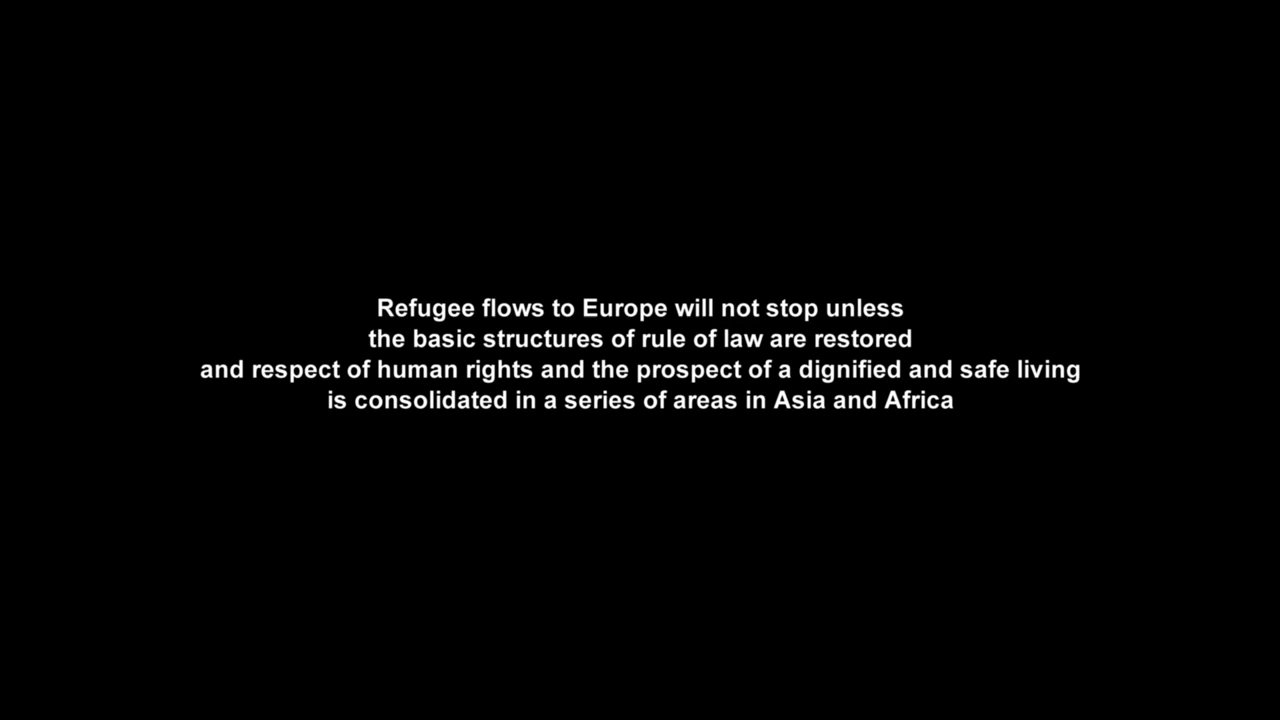 Refugee flows to Europe will not stop unless
the basic structures of rule of law are restored
and respect of human rights and the prospect of a dignified and safe living
is consolidated in a series of areas in Asia and Africa